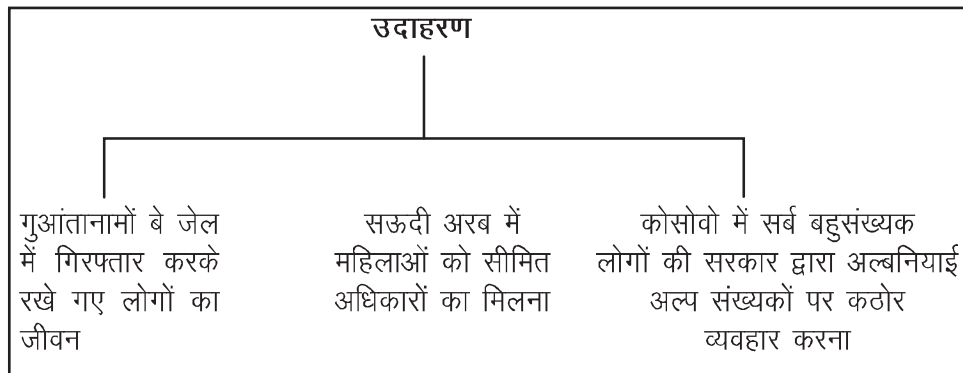 उदाहरण
गुआंतानामों बे जेल
में गिरफ्तार करके
रखे गए लोगों का
जीवन
सऊदी अरब में
महिलाओं को सीमित
अधिकारों का मिलना
कोसोवो में सर्ब बहुसंख्यक
लोगों की सरकार द्वारा अल्बनियाई
अल्प संख्यकों पर कठोर
व्यवहार करना